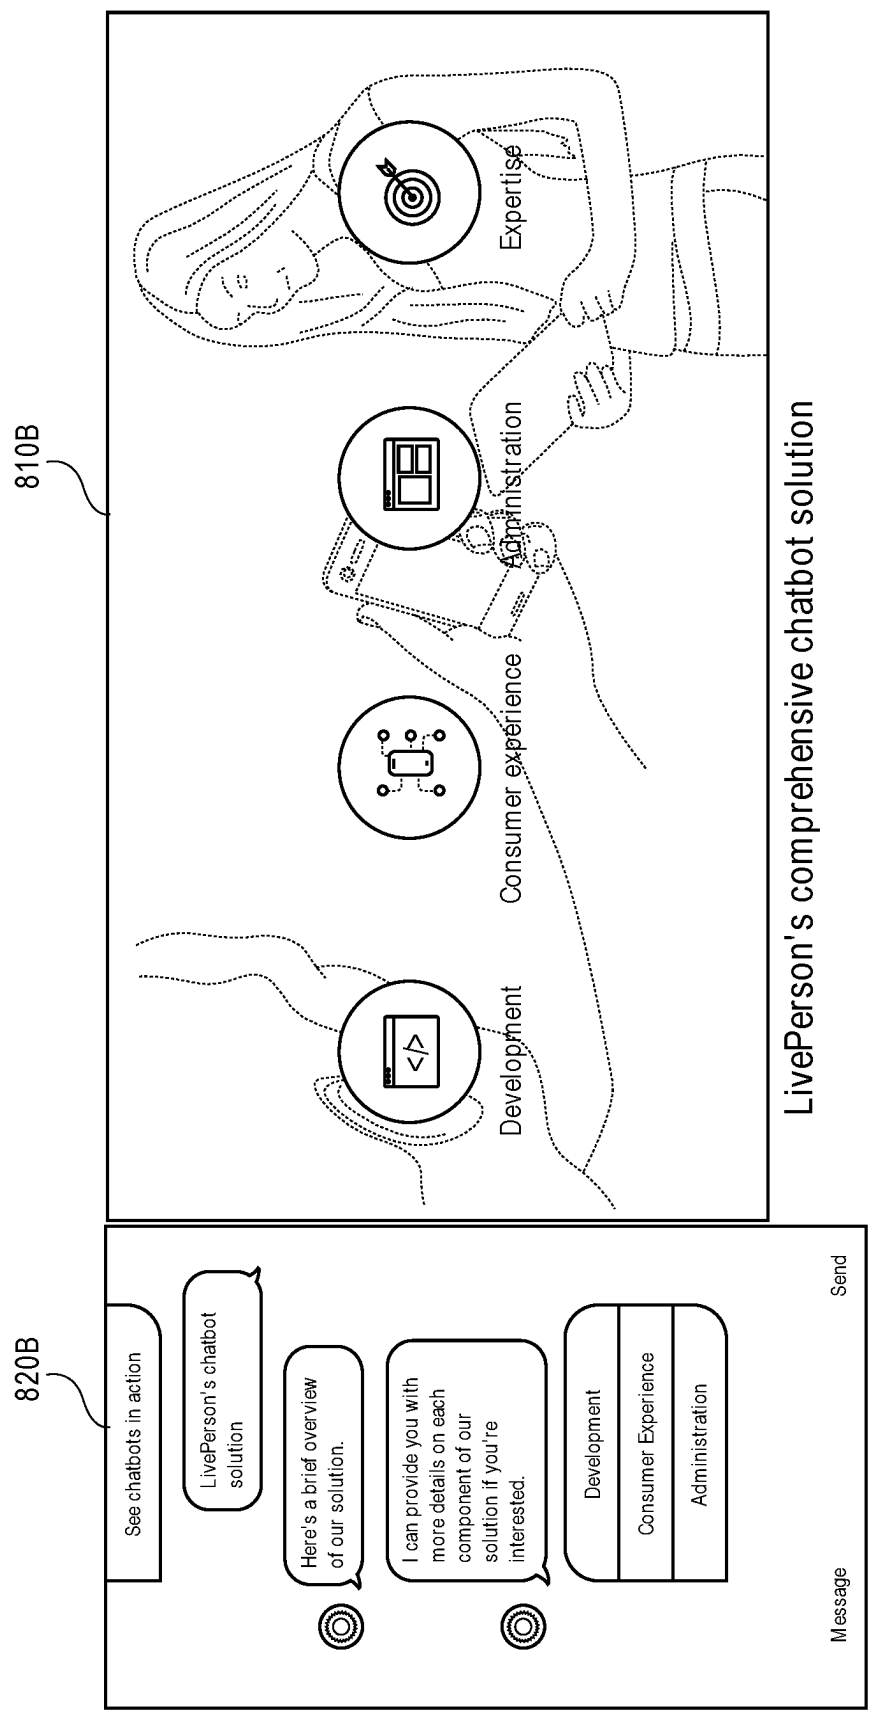 820B
See chatbots in action
LivePerson's chatbot
solution
Here's a brief overview
of our solution.
I can provide you with
more details on each
component of our
solution if you're
interested.
Development
Consumer Experience
Administration
Message
Send
810B
</>
Development
Consumer experience
Administration
Expertise
LivePerson's comprehensive chatbot solution